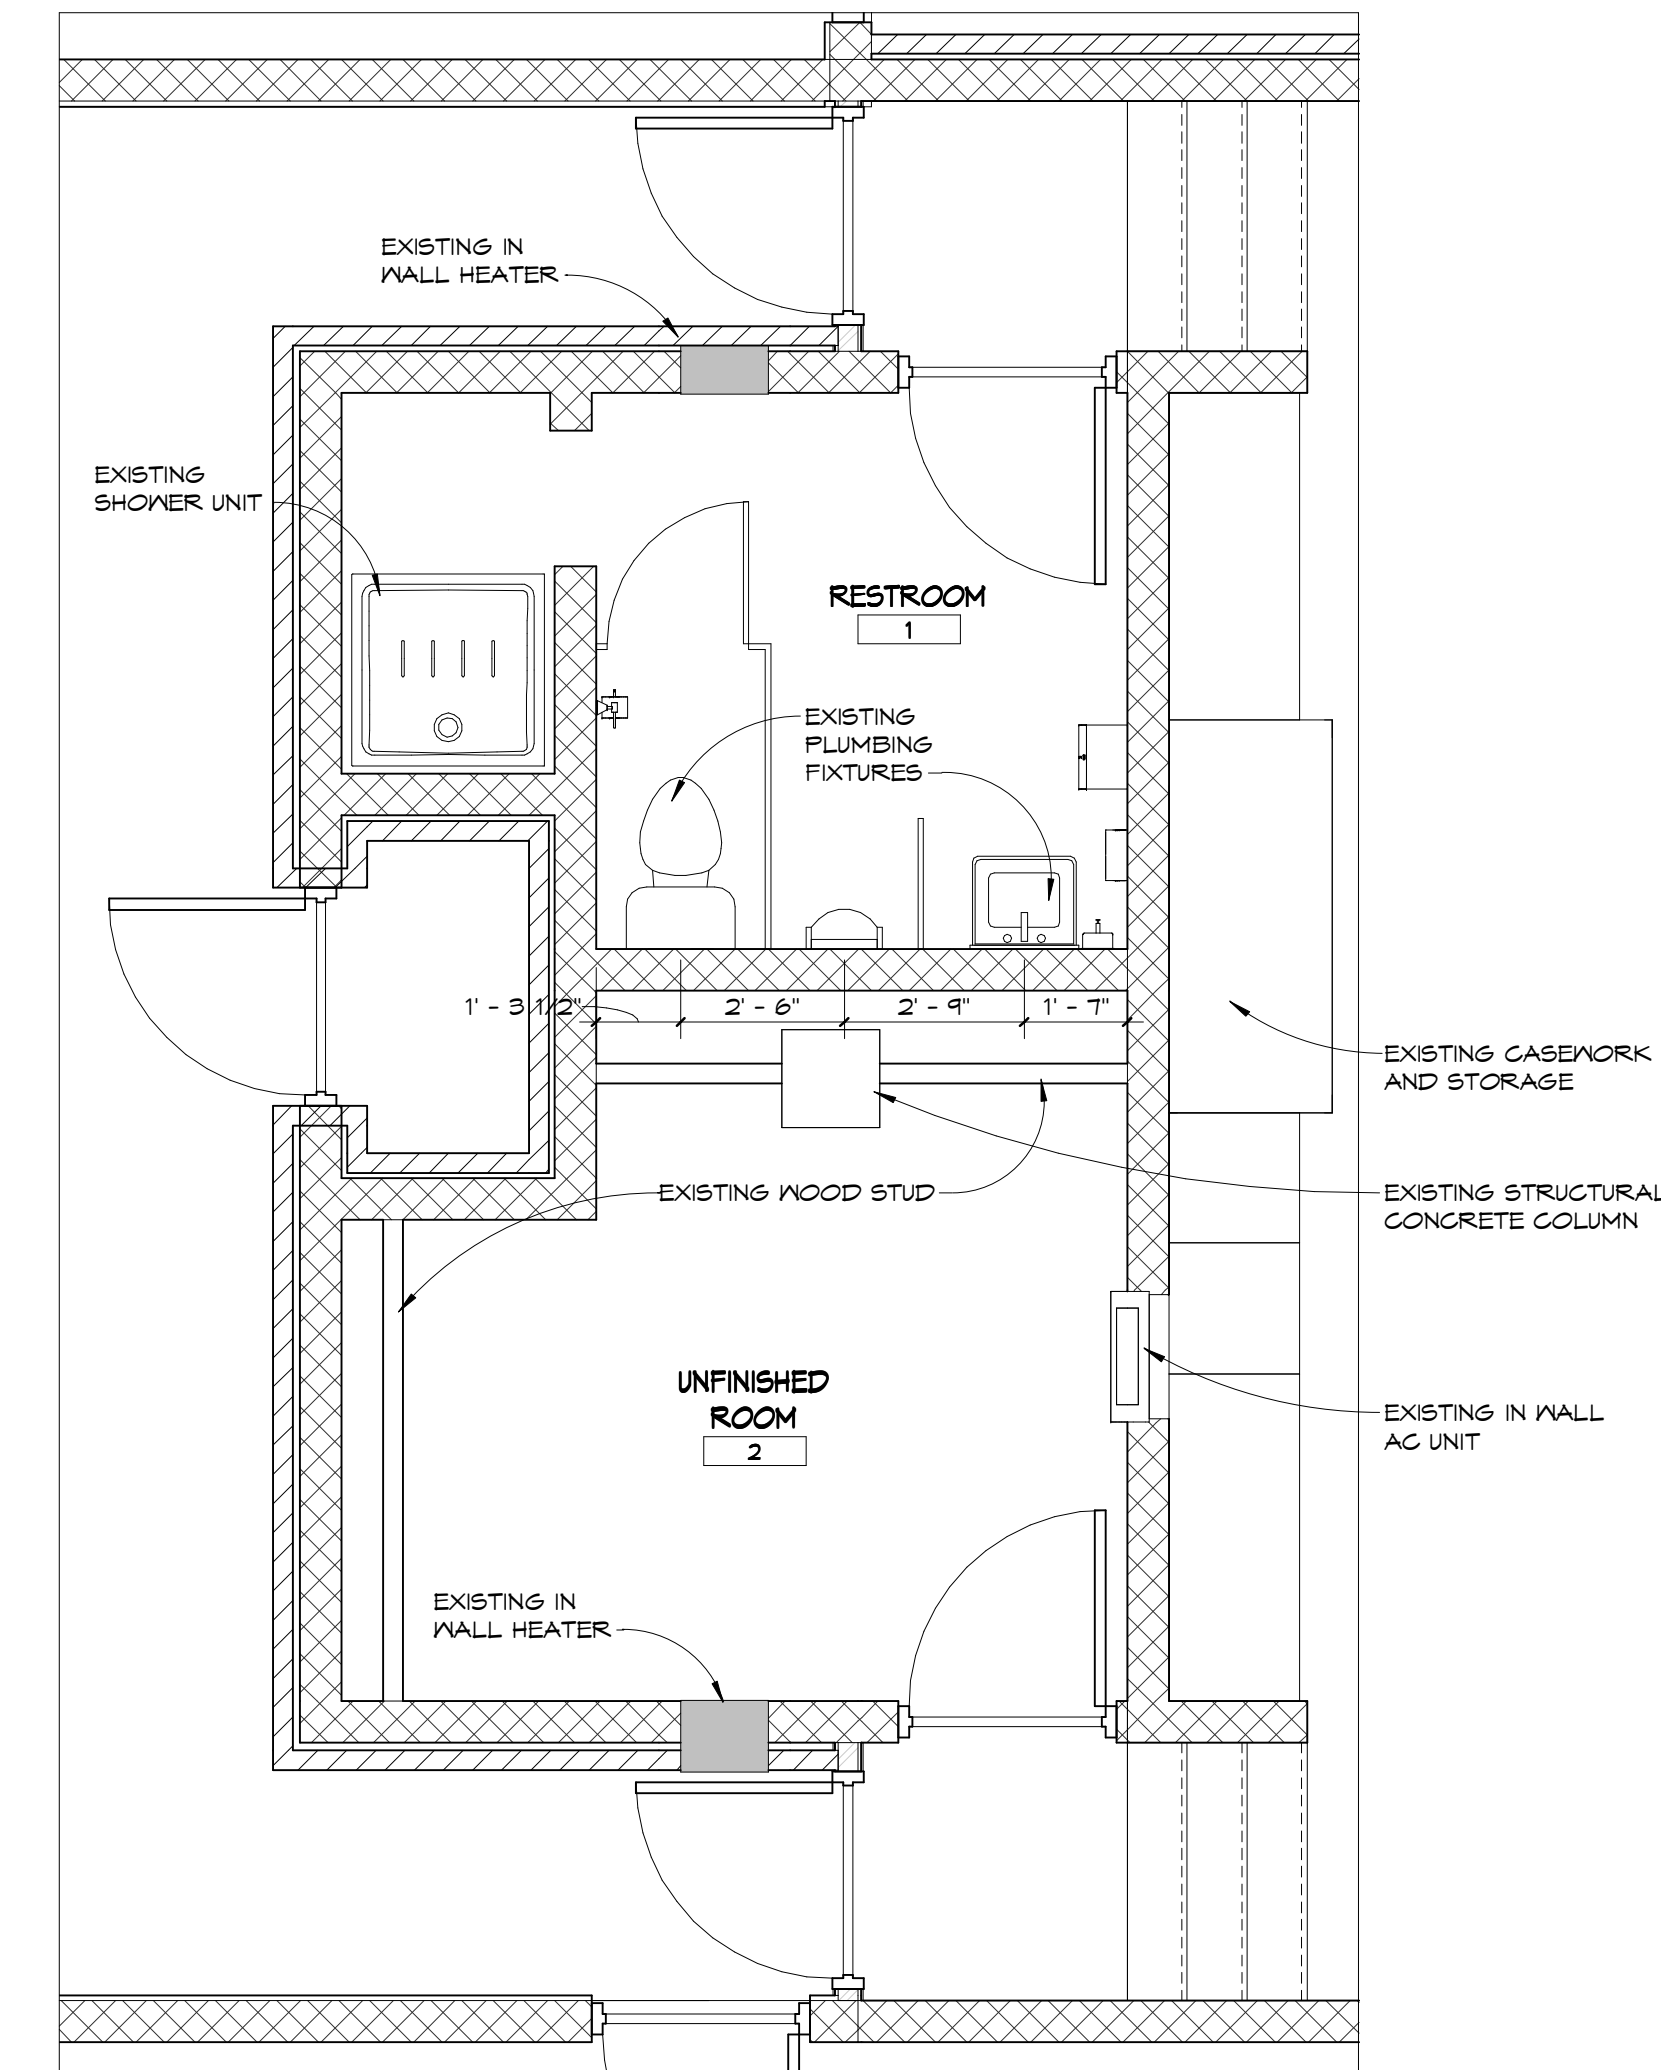 EXISTING IN
WALL HEATER
EXISTING
SHOWER UNIT
RESTROOM
1
EXISTING
PLUMBING
FIXTURES
1' - 3 1/2"
2' - 6"
2' - 9"
1' - 7"
EXISTING CASEWORK
AND STORAGE
EXISTING WOOD STUD
EXISTING STRUCTURAL
CONCRETE COLUMN
UNFINISHED
ROOM
2
EXISTING IN WALL
AC UNIT
EXISTING IN
WALL HEATER